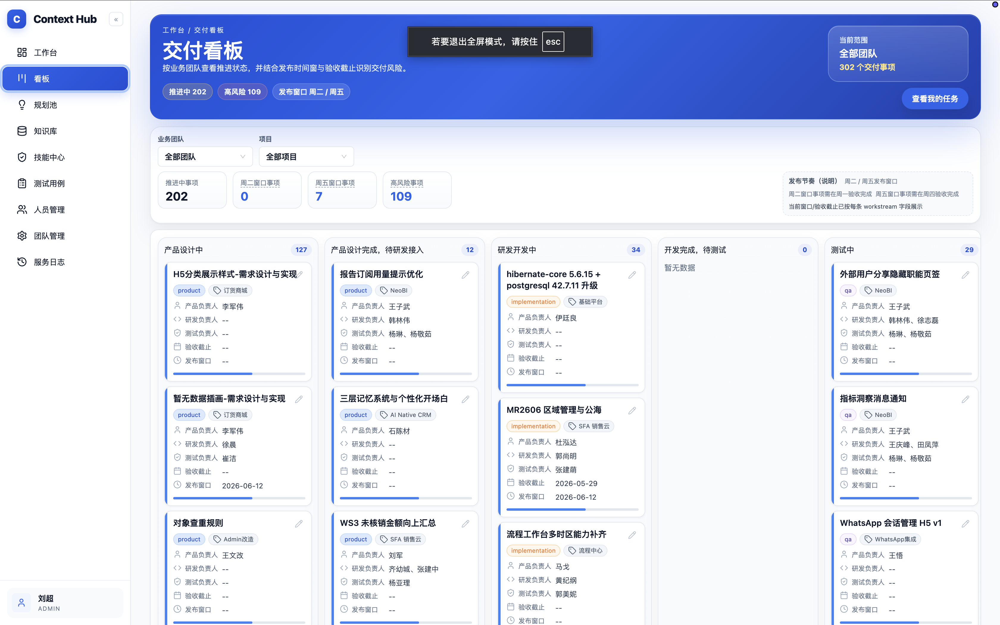 C Context Hub «
工作台
看板
规划池
知识库
技能中心
测试用例
人员管理
团队管理
服务日志
刘超
ADMIN
工作台 / 交付看板
交付看板
按业务团队查看推进状态，并结合发布时间窗与验收截止识别交付风险。
推进中 202 高风险 109 发布窗口 周二 / 周五
若要退出全屏模式，请按住 esc
当前范围
全部团队
302 个交付事项
查看我的任务
业务团队 项目
全部团队 全部项目
推进中事项 周二窗口事项 周五窗口事项 高风险事项
202 0 7 109
发布节奏（说明） 周二 / 周五发布窗口
周二窗口事项需在周一验收完成 周五窗口事项需在周四验收完成
当前窗口/验收截止已按每条 workstream 字段展示
产品设计中 127
H5分类展示样式-需求设计与实现
product 订货商城
产品负责人 李军伟
研发负责人 --
测试负责人 --
验收截止 --
发布窗口 --
暂无数据插画-需求设计与实现
product 订货商城
产品负责人 李军伟
研发负责人 徐晨
测试负责人 崔洁
验收截止 --
发布窗口 2026-06-12
对象查重规则
product Admin改造
产品负责人 王文改
研发负责人 --
测试负责人 --
验收截止 --
发布窗口 --
产品设计完成，待研发接入 12
报告订阅用量提示优化
product NeoBI
产品负责人 王子武
研发负责人 韩林伟
测试负责人 杨琳、杨敬茹
验收截止 --
发布窗口 --
三层记忆系统与个性化开场白
product AI Native CRM
产品负责人 石陈材
研发负责人 --
测试负责人 --
验收截止 --
发布窗口 --
WS3 未核销金额向上汇总
product SFA 销售云
产品负责人 刘军
研发负责人 齐幼城、张建中
测试负责人 杨亚理
验收截止 --
发布窗口 --
研发开发中 34
hibernate-core 5.6.15 +
postgresql 42.7.11 升级
implementation 基础平台
产品负责人 伊廷良
研发负责人 --
测试负责人 --
验收截止 --
发布窗口 --
MR2606 区域管理与公海
implementation SFA 销售云
产品负责人 杜泓达
研发负责人 郭尚明
测试负责人 张建萌
验收截止 2026-05-29
发布窗口 2026-06-12
流程工作台多时区能力补齐
implementation 流程中心
产品负责人 马戈
研发负责人 黄纪纲
测试负责人 郭美妮
验收截止 --
发布窗口 --
开发完成，待测试 0
暂无数据
测试中 29
外部用户分享隐藏职能页签
qa NeoBI
产品负责人 王子武
研发负责人 韩林伟、徐志磊
测试负责人 杨琳、杨敬茹
验收截止 --
发布窗口 --
指标洞察消息通知
qa NeoBI
产品负责人 王子武
研发负责人 王庆峰、田凤萍
测试负责人 杨琳、杨敬茹
验收截止 --
发布窗口 --
WhatsApp 会话管理 H5 v1
qa WhatsApp集成
产品负责人 王悟
研发负责人 --
测试负责人 --
验收截止 --
发布窗口 --